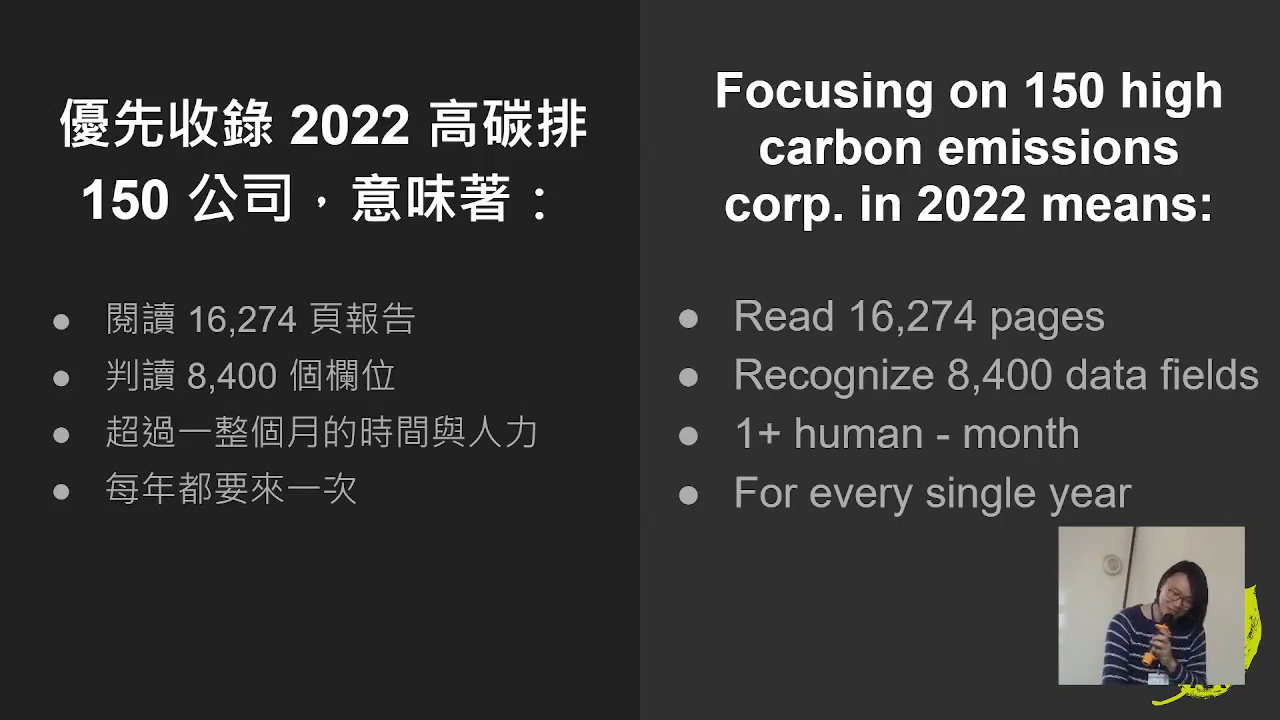 優先收錄 2022 高碳排
150 公司，意味著：
閱讀 16,274 頁報告
判讀 8,400 個欄位
超過一整個月的時間與人力
每年都要來一次
Focusing on 150 high
carbon emissions
corp. in 2022 means:
Read 16,274 pages
Recognize 8,400 data fields
1+ human - month
For every single year